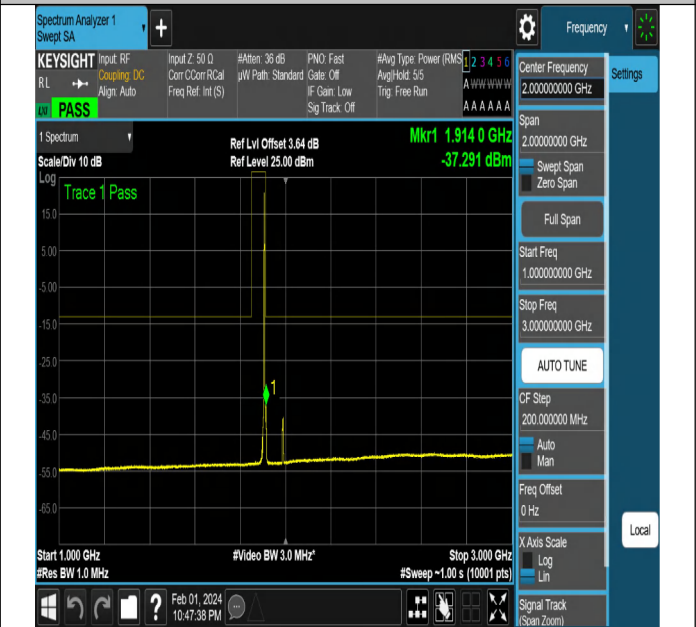 Spectrum Analyzer 1
Swept SA
Frequency
KEYSIGHT
RL
PASS
Input: RF
Coupling: DC
Align: Auto
Input Z: 50 Ω
Corr CCorr RCal
Freq Ref: Int (S)
#Atten: 36 dB
µW Path: Standard
PNO: Fast
Gate: Off
IF Gain: Low
Sig Track: Off
#Avg Type: Power (RMS
Avg|Hold: 5/5
Trig: Free Run
1 2 3 4 5 6
A W W W W W
A A A A A A
Center Frequency
2.000000000 GHz
Settings
Span
2.00000000 GHz
Swept Span
Zero Span
Full Span
Start Freq
1.000000000 GHz
Stop Freq
3.000000000 GHz
AUTO TUNE
CF Step
200.000000 MHz
Auto
Man
Freq Offset
0 Hz
X Axis Scale
Log
Lin
Signal Track
(Span Zoom)
Local
1 Spectrum
Scale/Div 10 dB
Ref Lvl Offset 3.64 dB
Ref Level 25.00 dBm
Mkr1 1.914 0 GHz
-37.291 dBm
Log
Trace 1 Pass
15.0
5.00
-5.00
-15.0
-25.0
-35.0
-45.0
-55.0
-65.0
1
Start 1.000 GHz
#Video BW 3.0 MHz*
Stop 3.000 GHz
#Res BW 1.0 MHz
#Sweep ~1.00 s (10001 pts)
?
Feb 01, 2024
10:47:38 PM